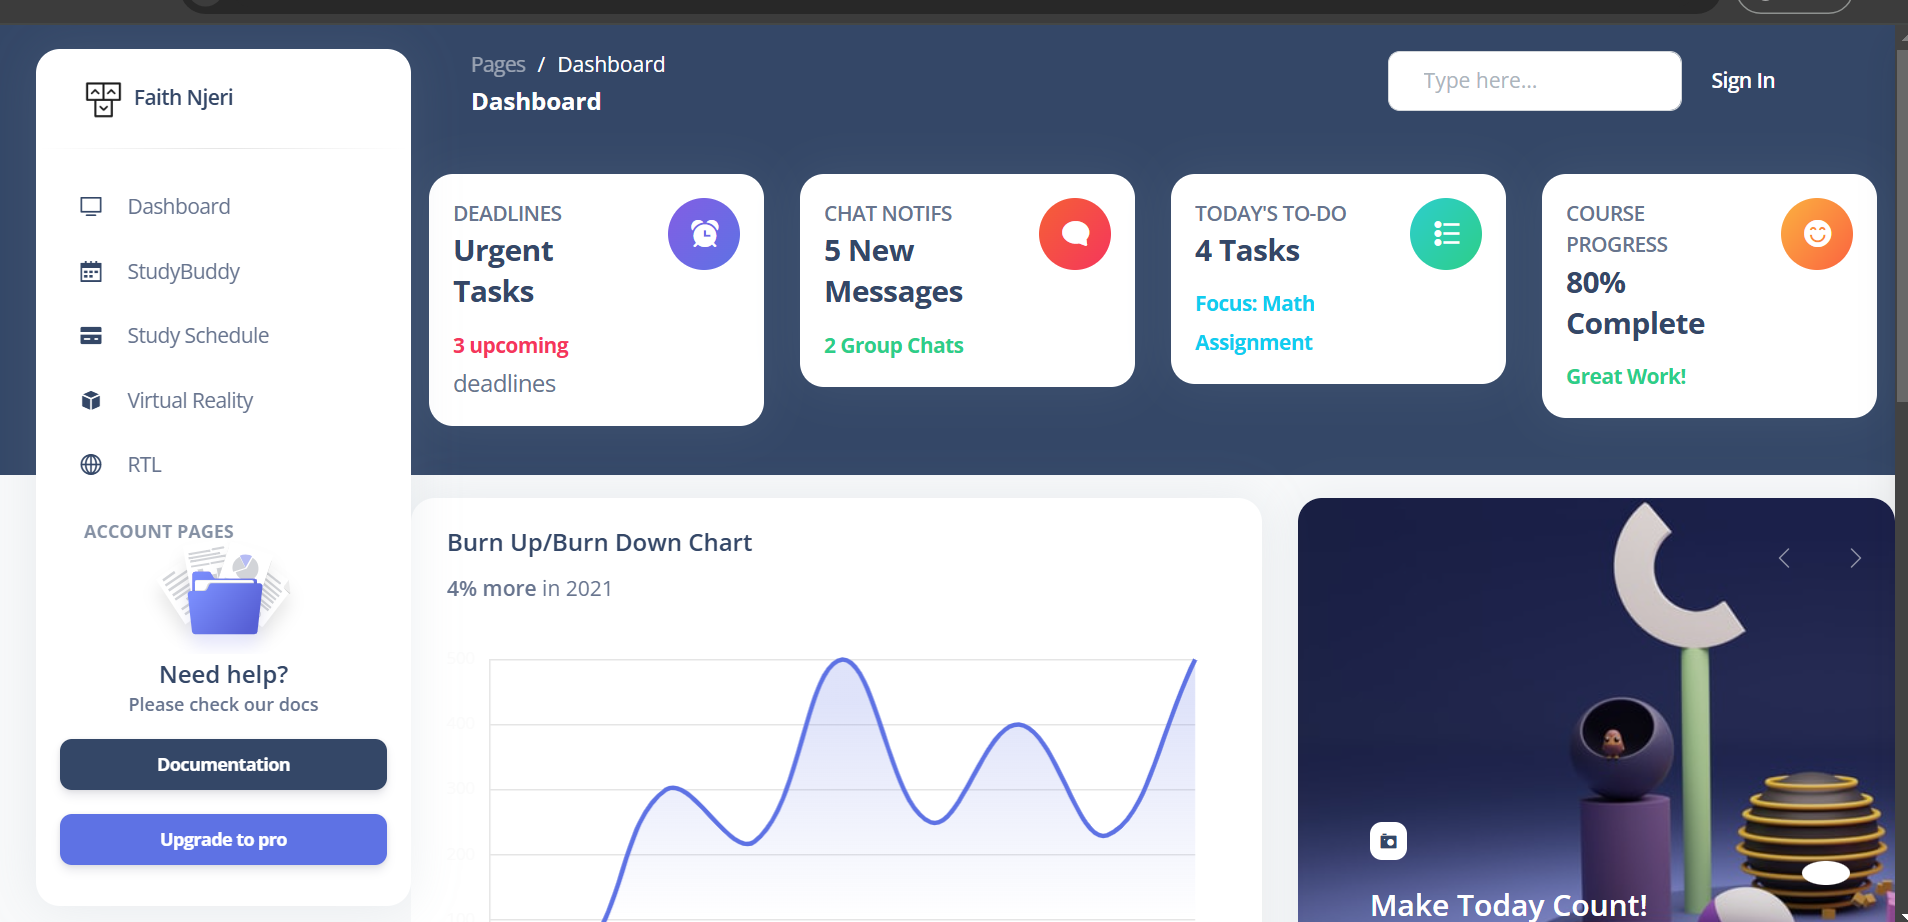 Faith Njeri
Dashboard
StudyBuddy
Study Schedule
Virtual Reality
RTL
ACCOUNT PAGES
Need help?
Please check our docs
Documentation
Upgrade to pro
Pages / Dashboard
Dashboard
Type here...
Sign In
DEADLINES
Urgent
Tasks
3 upcoming
deadlines
CHAT NOTIFS
5 New
Messages
2 Group Chats
TODAY'S TO-DO
4 Tasks
Focus: Math
Assignment
COURSE
PROGRESS
80%
Complete
Great Work!
Burn Up/Burn Down Chart
4% more in 2021
500
400
300
200
100
Make Today Count!